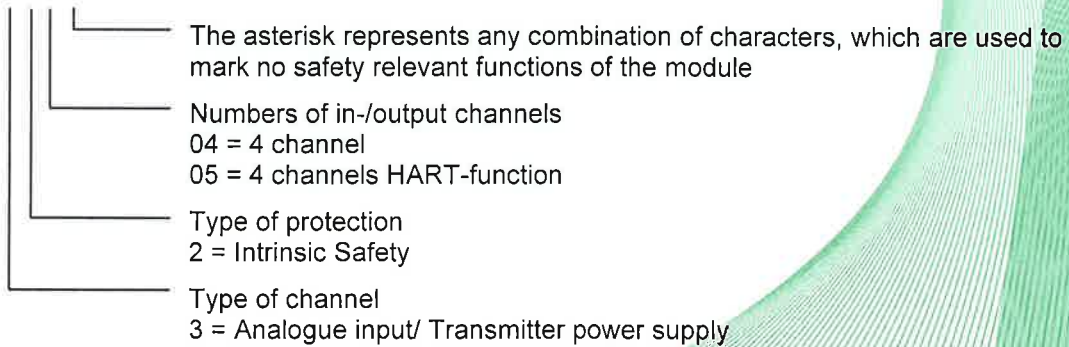 The asterisk represents any combination of characters, which are used to
mark no safety relevant functions of the module
Numbers of in-/output channels
04 = 4 channel
05 = 4 channels HART-function
Type of protection
2 = Intrinsic Safety
Type of channel
3 = Analogue input/ Transmitter power supply